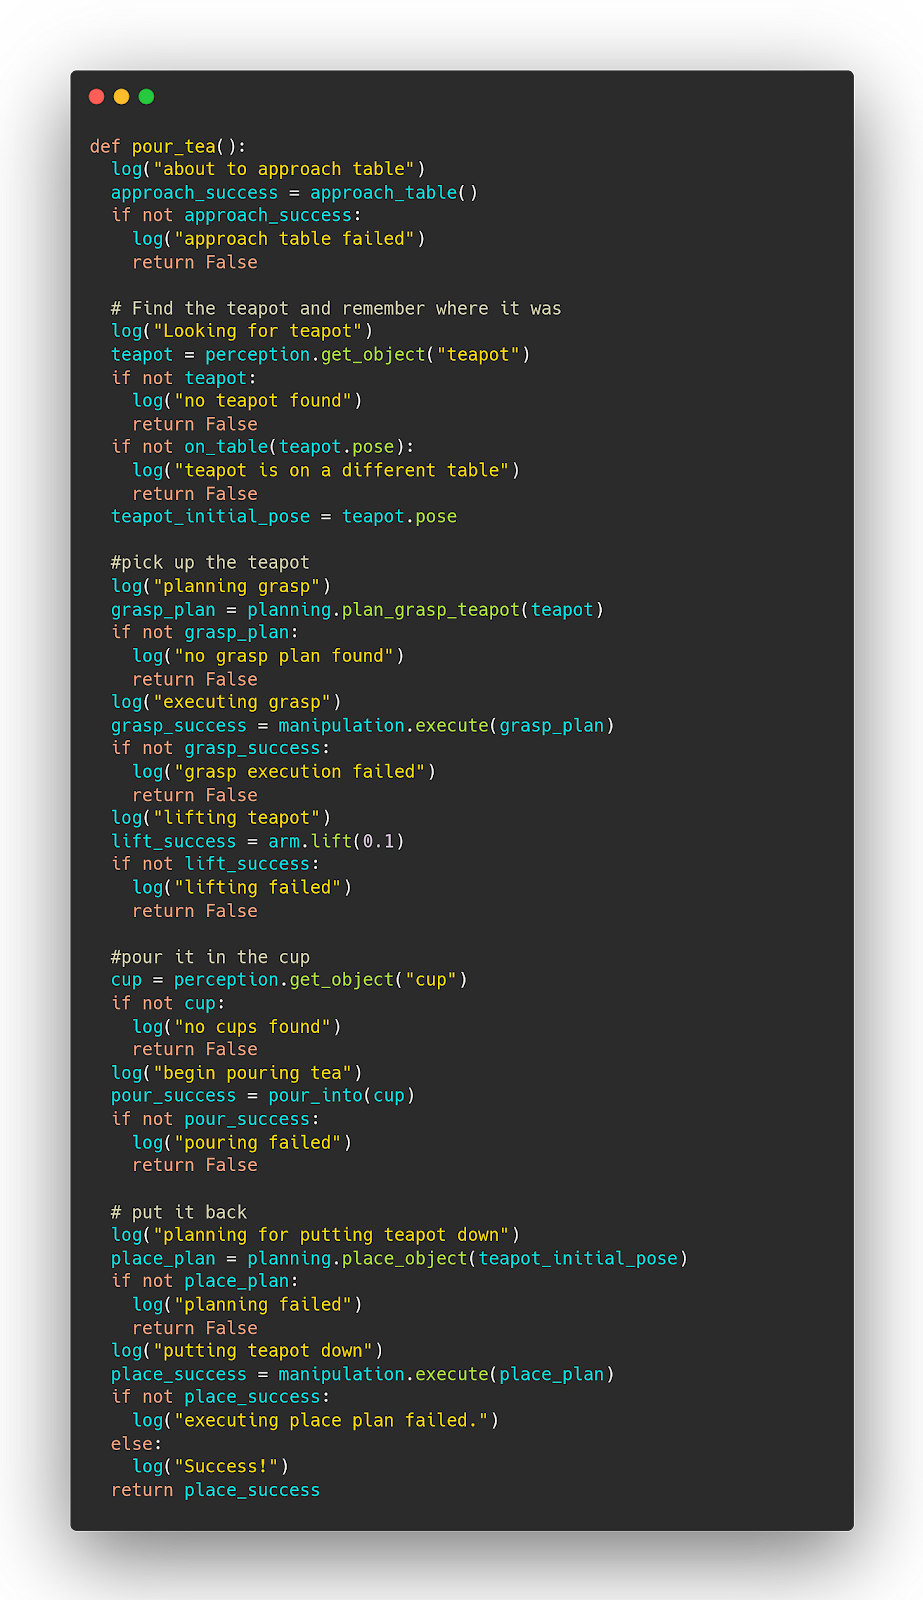 def pour_tea():
  log("about to approach table")
  approach_success = approach_table()
  if not approach_success:
    log("approach table failed")
    return False

  # Find the teapot and remember where it was
  log("Looking for teapot")
  teapot = perception.get_object("teapot")
  if not teapot:
    log("no teapot found")
    return False
  if not on_table(teapot.pose):
    log("teapot is on a different table")
    return False
  teapot_initial_pose = teapot.pose

  #pick up the teapot
  log("planning grasp")
  grasp_plan = planning.plan_grasp_teapot(teapot)
  if not grasp_plan:
    log("no grasp plan found")
    return False
  log("executing grasp")
  grasp_success = manipulation.execute(grasp_plan)
  if not grasp_success:
    log("grasp execution failed")
    return False
  log("lifting teapot")
  lift_success = arm.lift(0.1)
  if not lift_success:
    log("lifting failed")
    return False

  #pour it in the cup
  cup = perception.get_object("cup")
  if not cup:
    log("no cups found")
    return False
  log("begin pouring tea")
  pour_success = pour_into(cup)
  if not pour_success:
    log("pouring failed")
    return False

  # put it back
  log("planning for putting teapot down")
  place_plan = planning.place_object(teapot_initial_pose)
  if not place_plan:
    log("planning failed")
    return False
  log("putting teapot down")
  place_success = manipulation.execute(place_plan)
  if not place_success:
    log("executing place plan failed.")
  else:
    log("Success!")
  return place_success